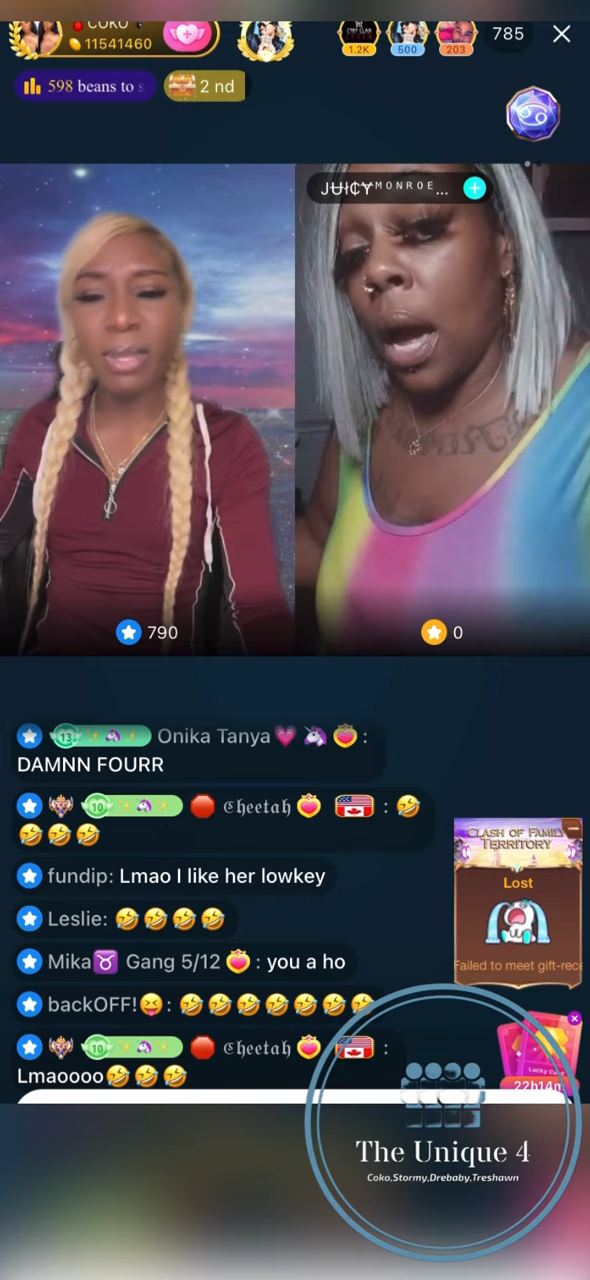 COKO
11541460
1.2K
500
203
785
598 beans to s
2 nd
JUICY MONROE...
790
0
Onika Tanya :
DAMNN FOURR
Cheetah :
fundip: Lmao I like her lowkey
Leslie:
Mika Gang 5/12 : you a ho
backOFF! :
Cheetah :
Lmaoooo
CLASH OF FAMILY
TERRITORY
Lost
Failed to meet gift-rece
Lucky Card
22h14m
The Unique 4
Coko,Stormy,Drebaby,Treshawn
13
10
10